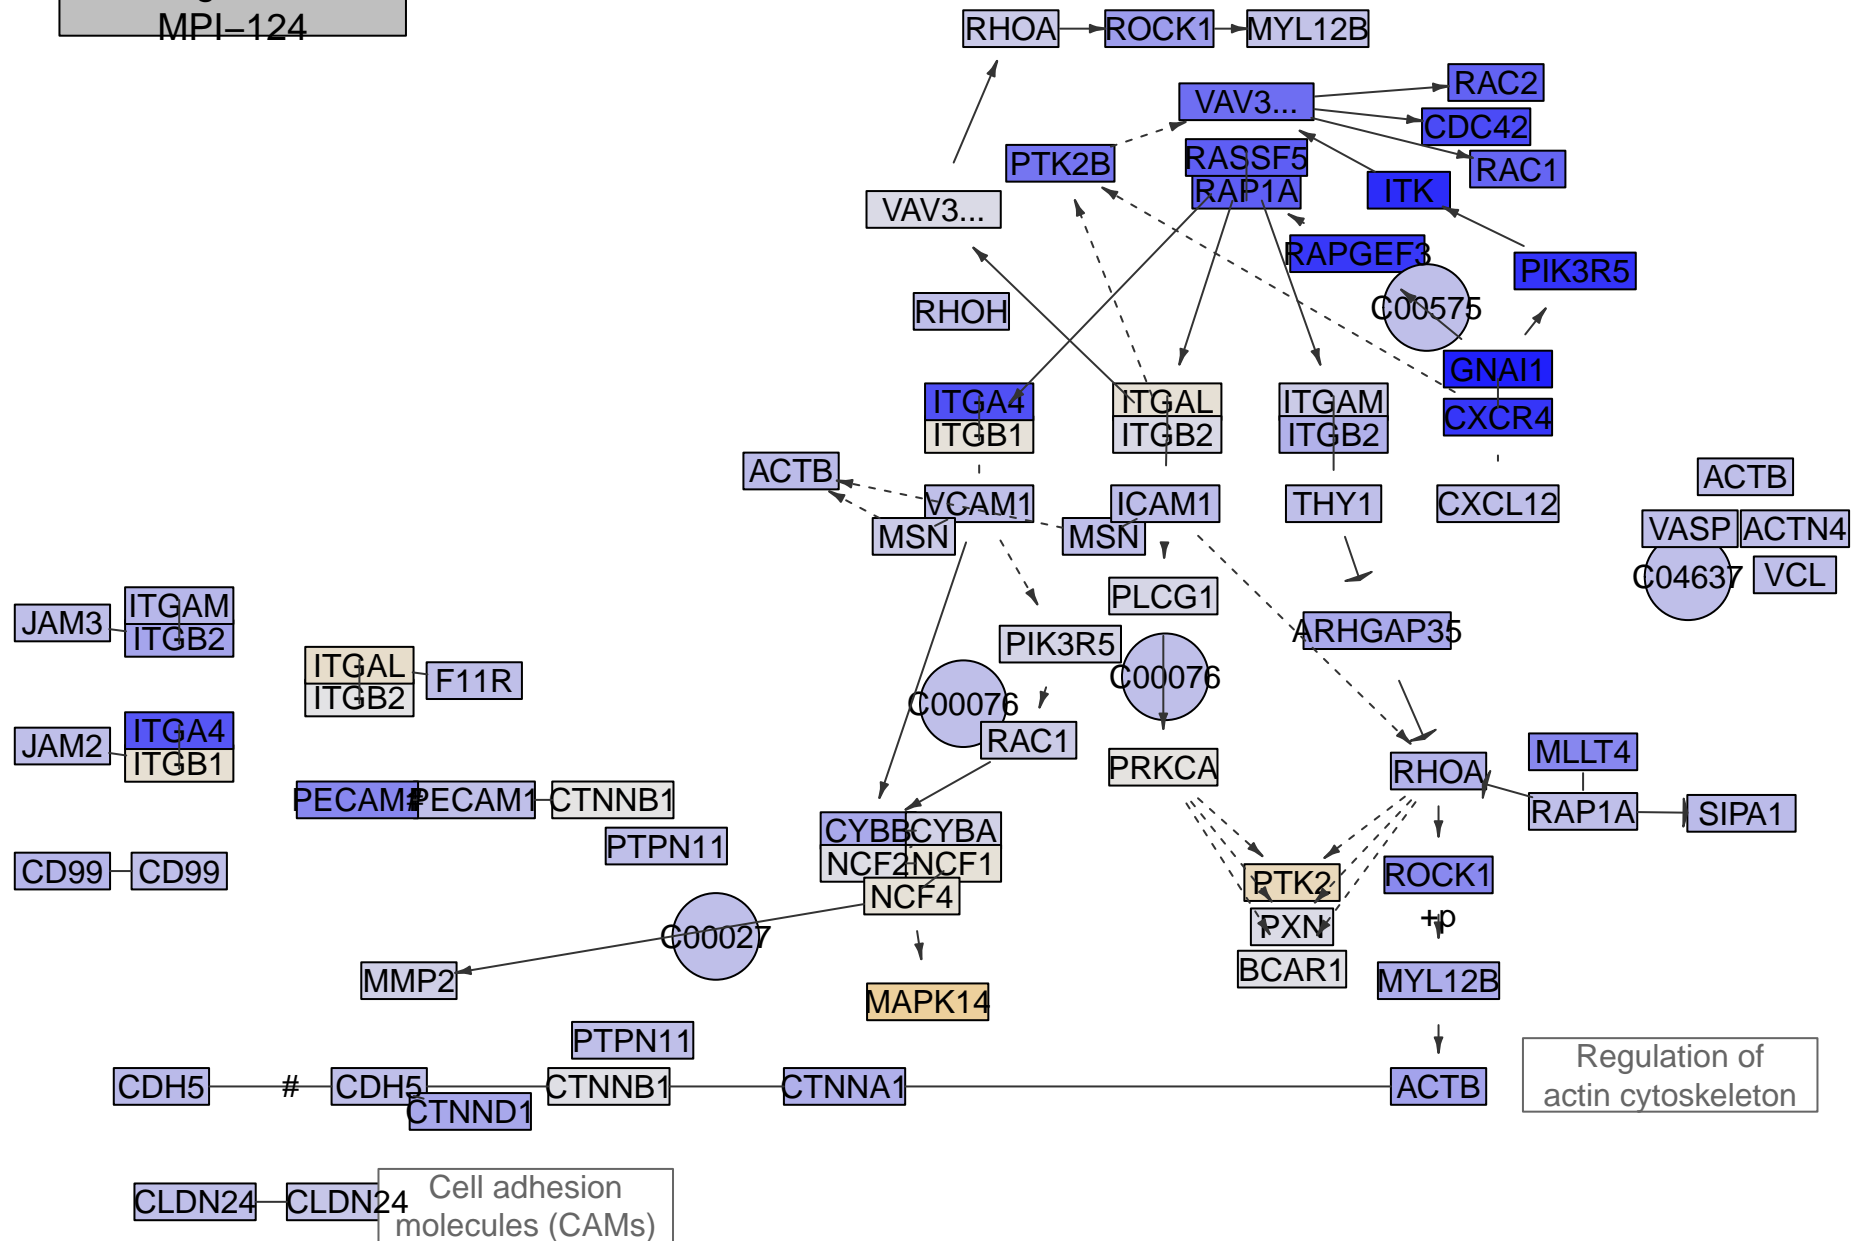 MPI−124
RHOA
ROCK1
MYL12B
RAC2
VAV3...
CDC42
RASSF5
PTK2B
RAC1
RAP1A
ITK
VAV3...
RAPGEF3
PIK3R5
C00575
RHOH
GNAI1
ITGA4
ITGAL
ITGAM
CXCR4
ITGB1
ITGB2
ITGB2
ACTB
ACTB
VCAM1
ICAM1
THY1
CXCL12
MSN
MSN
VASP
ACTN4
C04637
VCL
PLCG1
ITGAM
JAM3
ITGB2
ARHGAP35
PIK3R5
ITGAL
F11R
ITGB2
C00076
C00076
ITGA4
JAM2
ITGB1
RAC1
MLLT4
PRKCA
RHOA
PECAM1
#
PECAM1
CTNNB1
RAP1A
SIPA1
CYBB
CYBA
PTPN11
NCF2
NCF1
CD99
CD99
PTK2
ROCK1
NCF4
+p
PXN
C00027
BCAR1
MMP2
MYL12B
MAPK14
PTPN11
Regulation of
actin cytoskeleton
CDH5
#
CDH5
CTNNB1
CTNNA1
ACTB
CTNND1
CLDN24
CLDN24
Cell adhesion
molecules (CAMs)